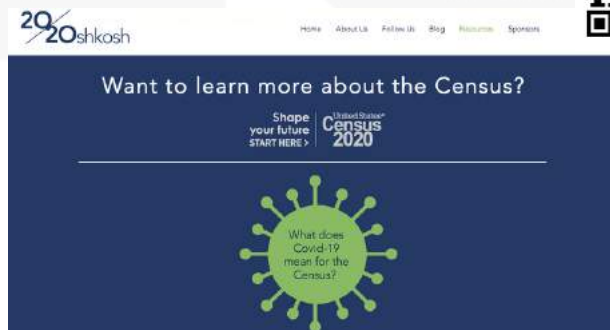 2020shkosh
Home About Us Follow Us Blog Resources Sponsors
Want to learn more about the Census?
Shape
your future
START HERE >
United States®
Census
2020
What does
Covid-19
mean for the
Census?